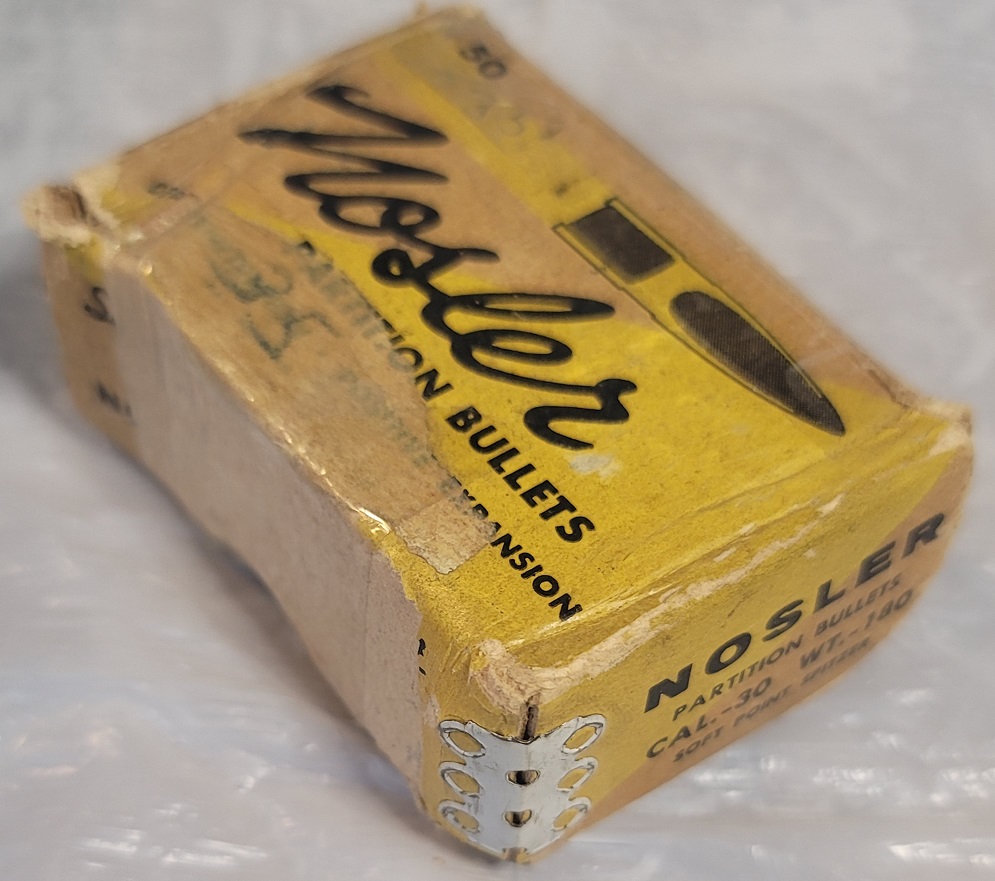 50
Nosler
PARTITION BULLETS
EXPANSION
NOSLER
PARTITION BULLETS
CAL.-30 WT.-180
SOFT POINT SPITZER